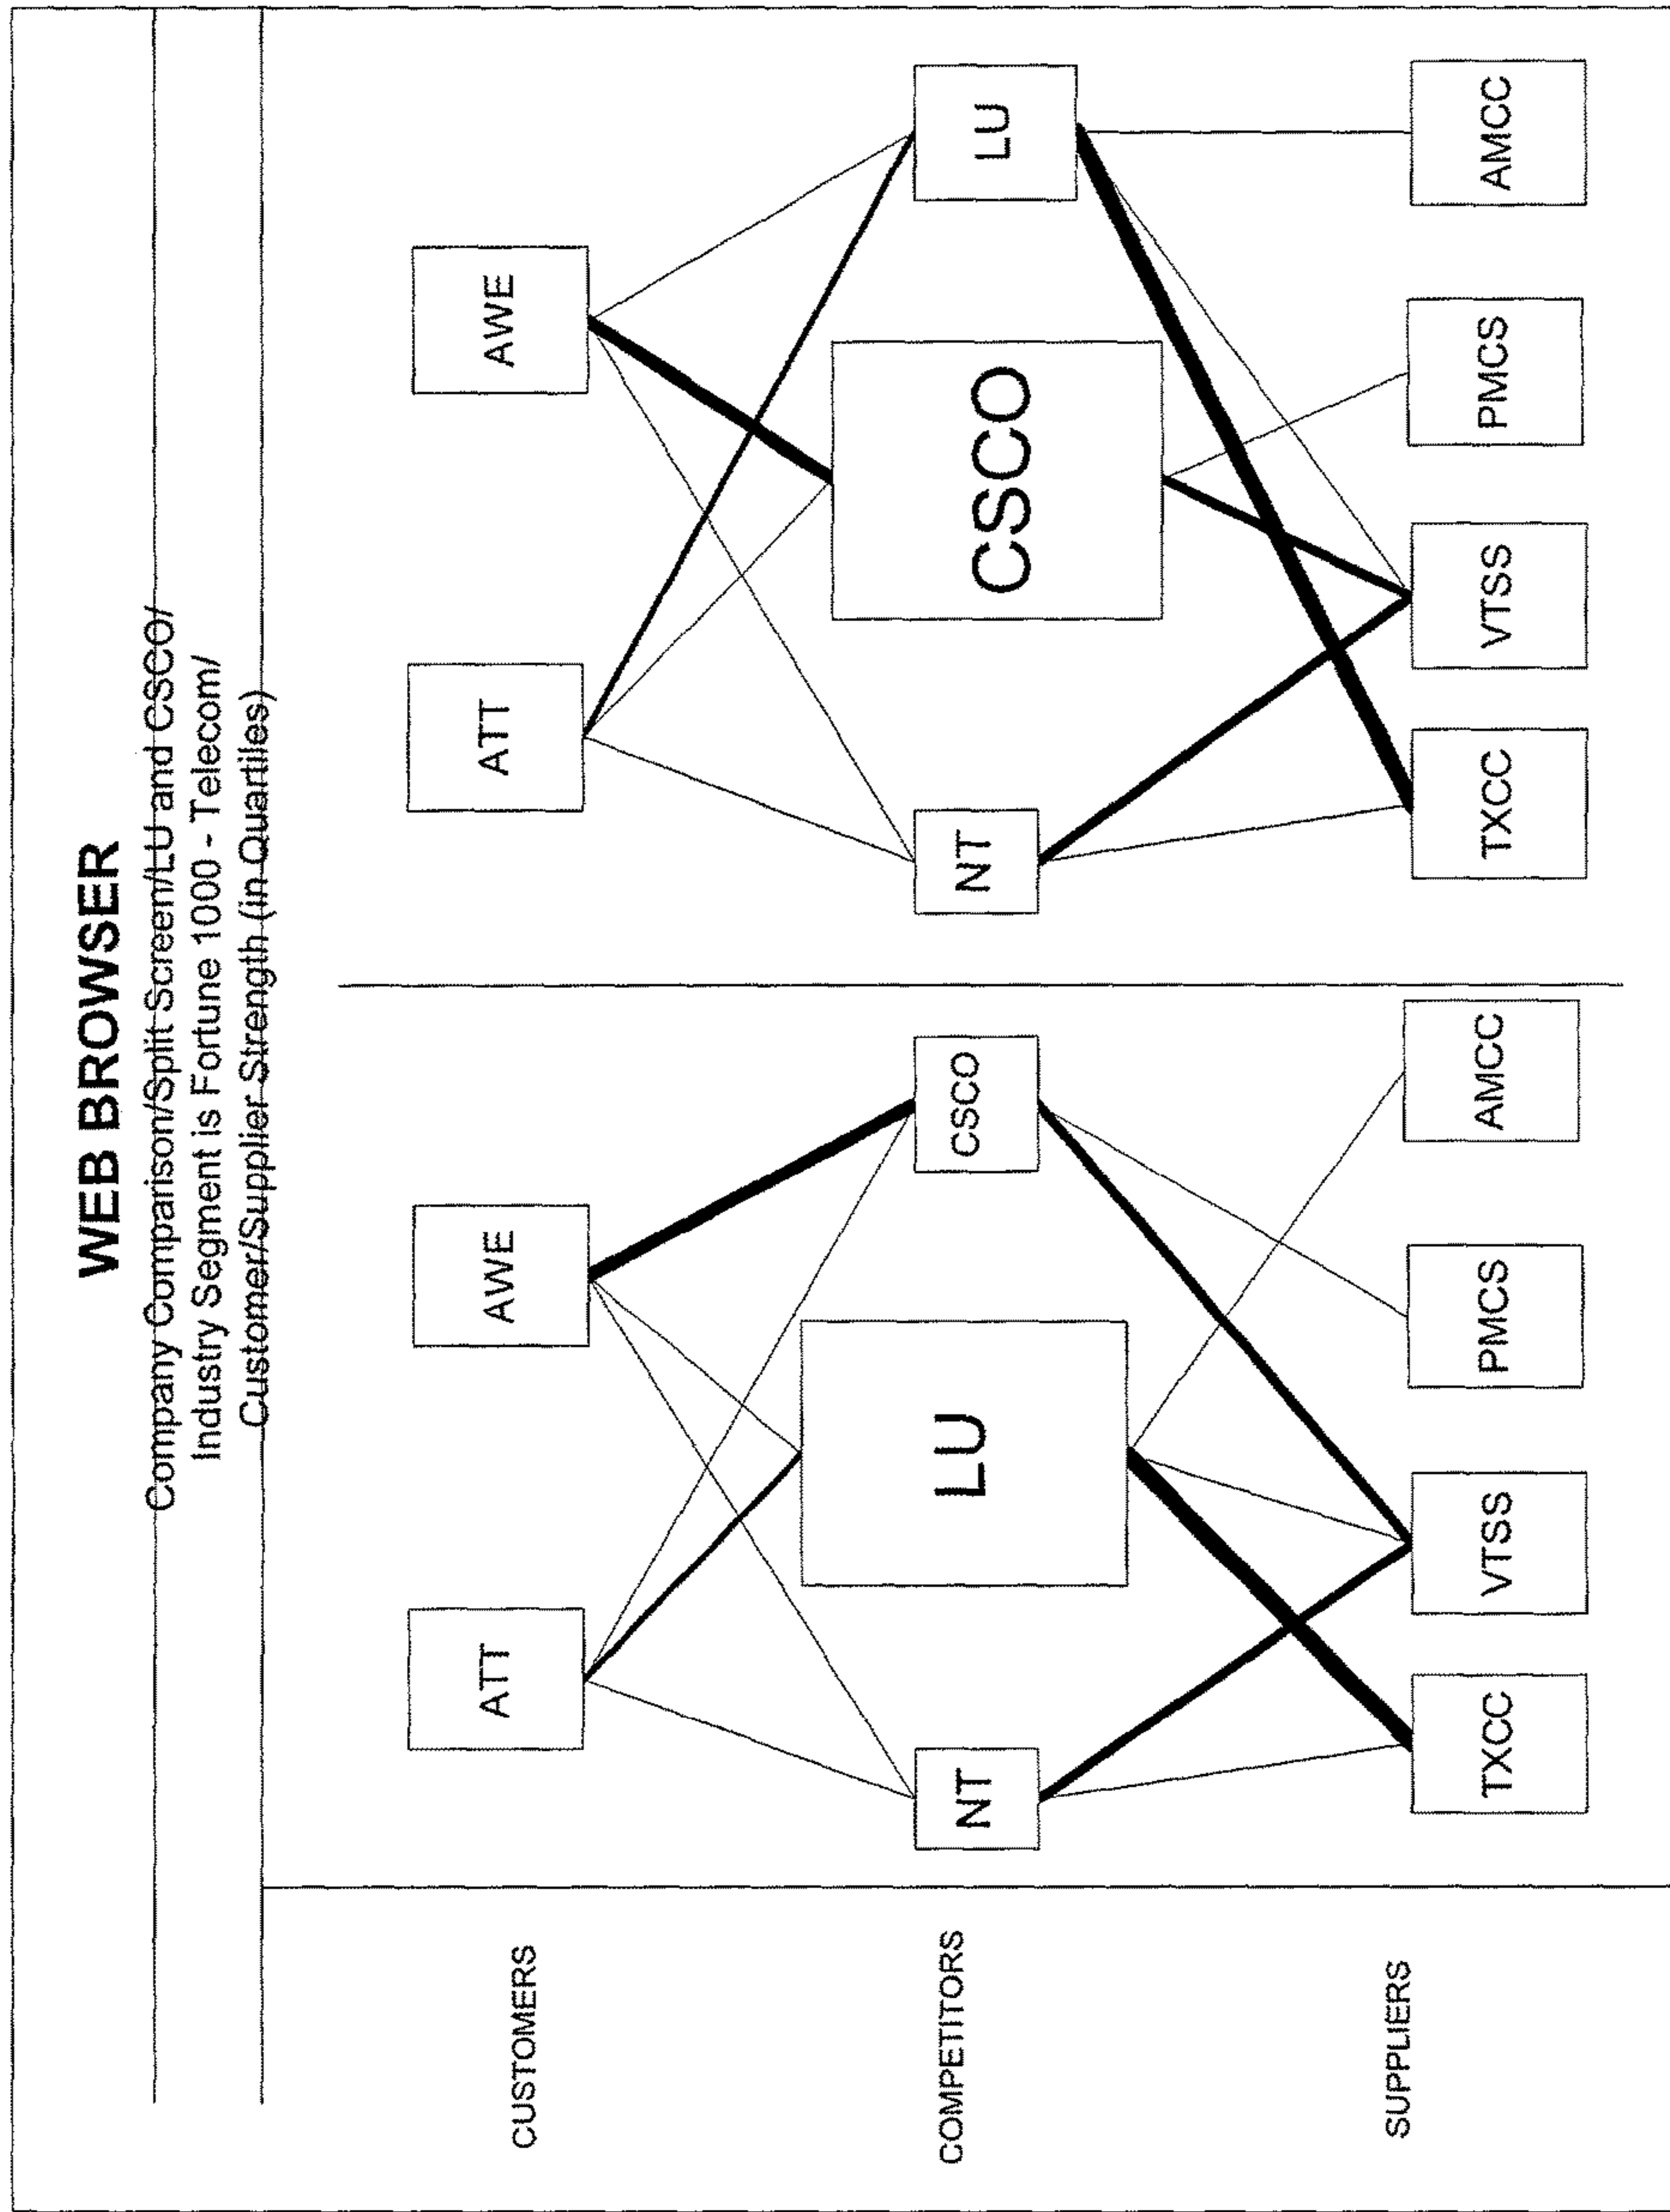 WEB BROWSER
Company Comparison/Split Screen/LU and CSCO/
Industry Segment is Fortune 1000 - Telecom/
Customer/Supplier Strength (in Quartiles)
CUSTOMERS
ATT
AWE
ATT
AWE
COMPETITORS
NT
LU
CSCO
NT
CSCO
LU
SUPPLIERS
TXCC
VTSS
PMCS
AMCC
TXCC
VTSS
PMCS
AMCC